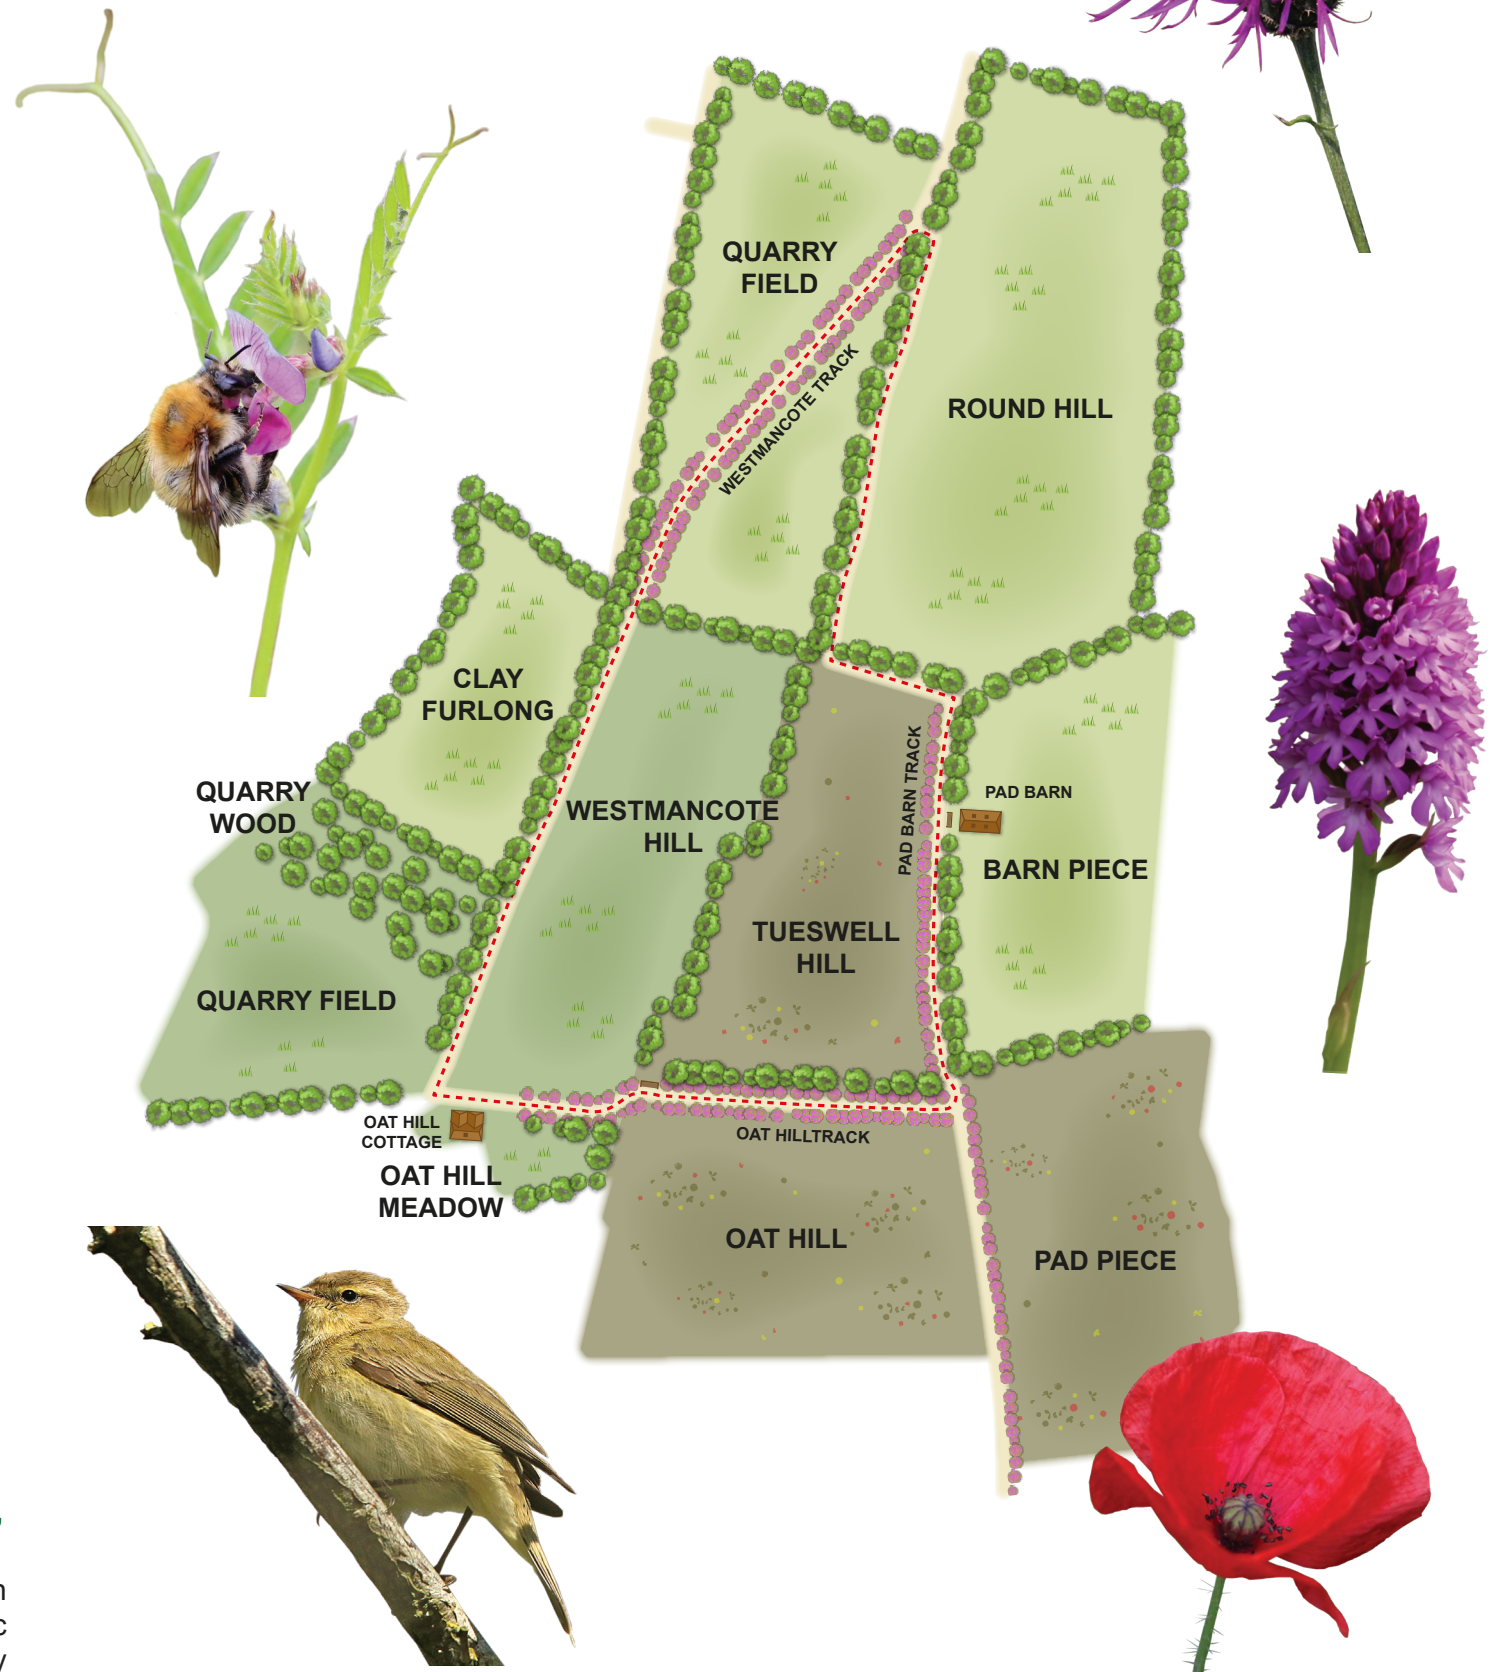 QUARRY
FIELD
WESTMANCOTE TRACK
ROUND HILL
CLAY
FURLONG
QUARRY
WOOD
WESTMANCOTE
HILL
PAD BARN TRACK
PAD BARN
BARN PIECE
TUESWELL
HILL
QUARRY FIELD
OAT HILL
COTTAGE
OAT HILLTRACK
OAT HILL
MEADOW
OAT HILL
PAD PIECE